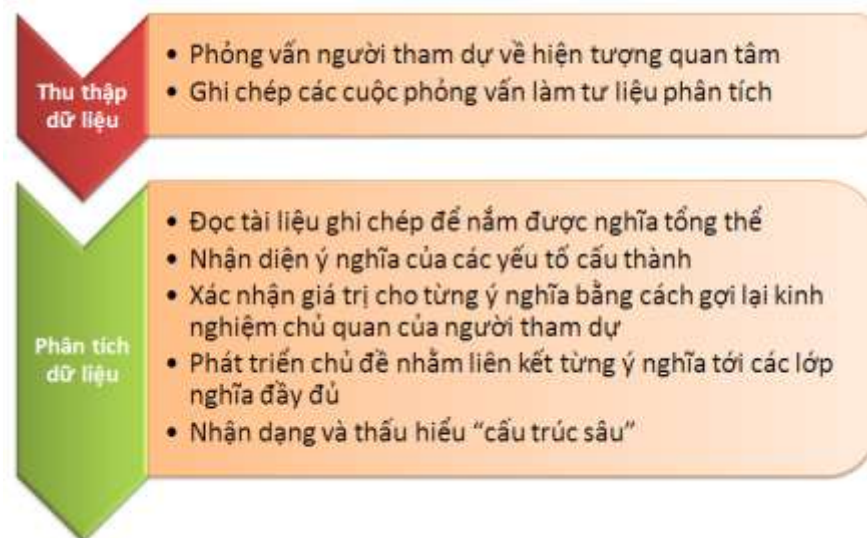 Thu thập
dữ liệu
• Phỏng vấn người tham dự về hiện tượng quan tâm
• Ghi chép các cuộc phỏng vấn làm tư liệu phân tích
Phân tích
dữ liệu
• Đọc tài liệu ghi chép để nắm được nghĩa tổng thể
• Nhận diện ý nghĩa của các yếu tố cấu thành
• Xác nhận giá trị cho từng ý nghĩa bằng cách gợi lại kinh
nghiệm chủ quan của người tham dự
• Phát triển chủ đề nhằm liên kết từng ý nghĩa tới các lớp
nghĩa đầy đủ
• Nhận dạng và thấu hiểu “cấu trúc sâu”